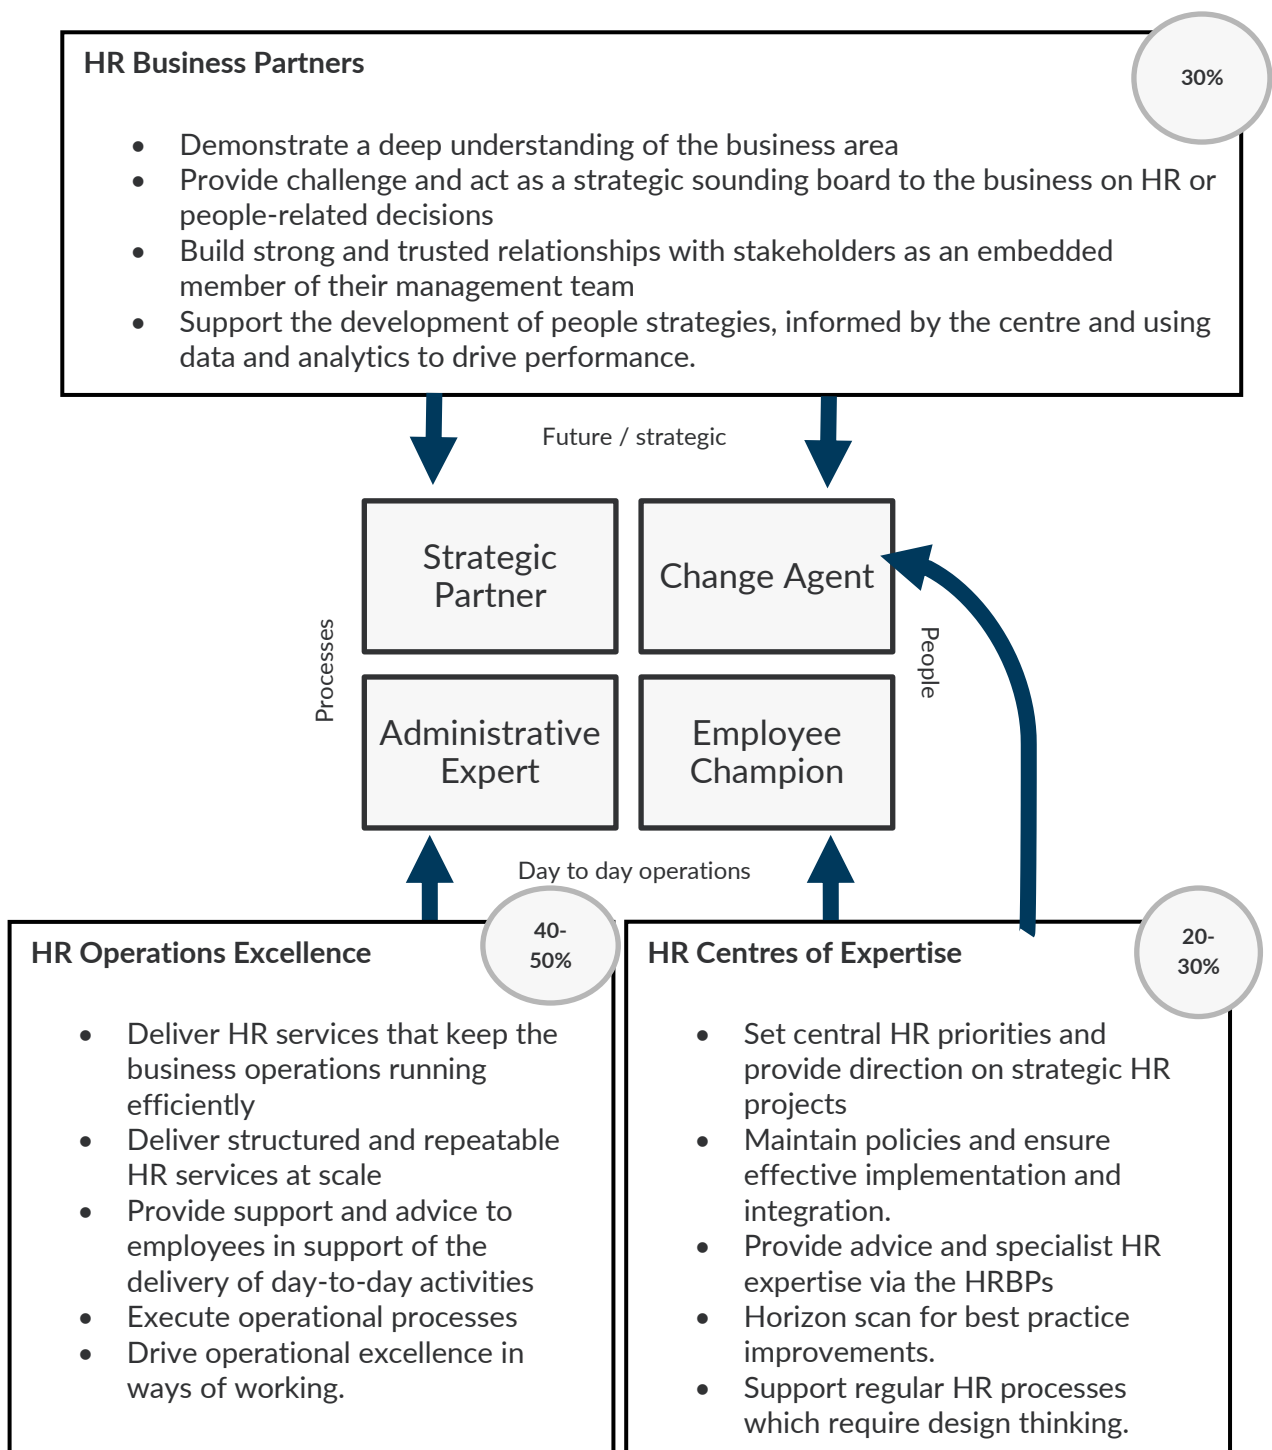 HR Business Partners
30%
• Demonstrate a deep understanding of the business area
• Provide challenge and act as a strategic sounding board to the business on HR or
people-related decisions
• Build strong and trusted relationships with stakeholders as an embedded
member of their management team
• Support the development of people strategies, informed by the centre and using
data and analytics to drive performance.
Future / strategic
Strategic
Partner
Change Agent
Processes
People
Administrative
Expert
Employee
Champion
Day to day operations
HR Operations Excellence
40-
50%
• Deliver HR services that keep the
business operations running
efficiently
• Deliver structured and repeatable
HR services at scale
• Provide support and advice to
employees in support of the
delivery of day-to-day activities
• Execute operational processes
• Drive operational excellence in
ways of working.
HR Centres of Expertise
20-
30%
• Set central HR priorities and
provide direction on strategic HR
projects
• Maintain policies and ensure
effective implementation and
integration.
• Provide advice and specialist HR
expertise via the HRBPs
• Horizon scan for best practice
improvements.
• Support regular HR processes
which require design thinking.